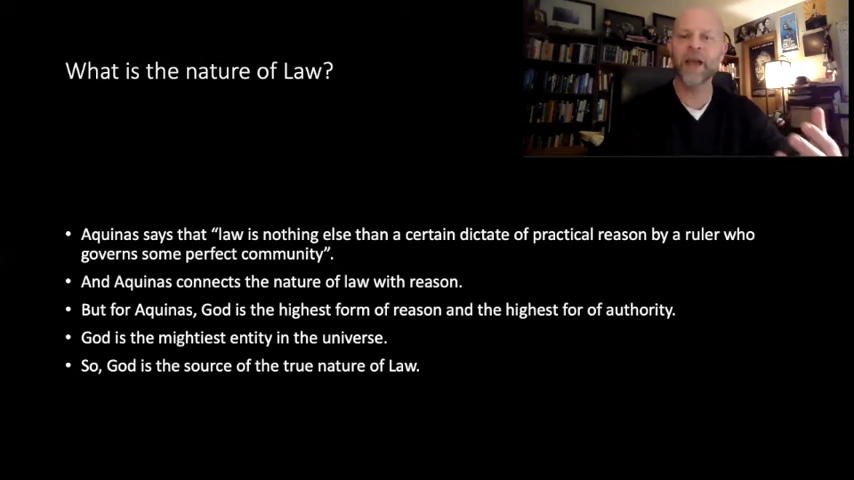 What is the nature of Law?
• Aquinas says that “law is nothing else than a certain dictate of practical reason by a ruler who
governs some perfect community”.
• And Aquinas connects the nature of law with reason.
• But for Aquinas, God is the highest form of reason and the highest for of authority.
• God is the mightiest entity in the universe.
• So, God is the source of the true nature of Law.